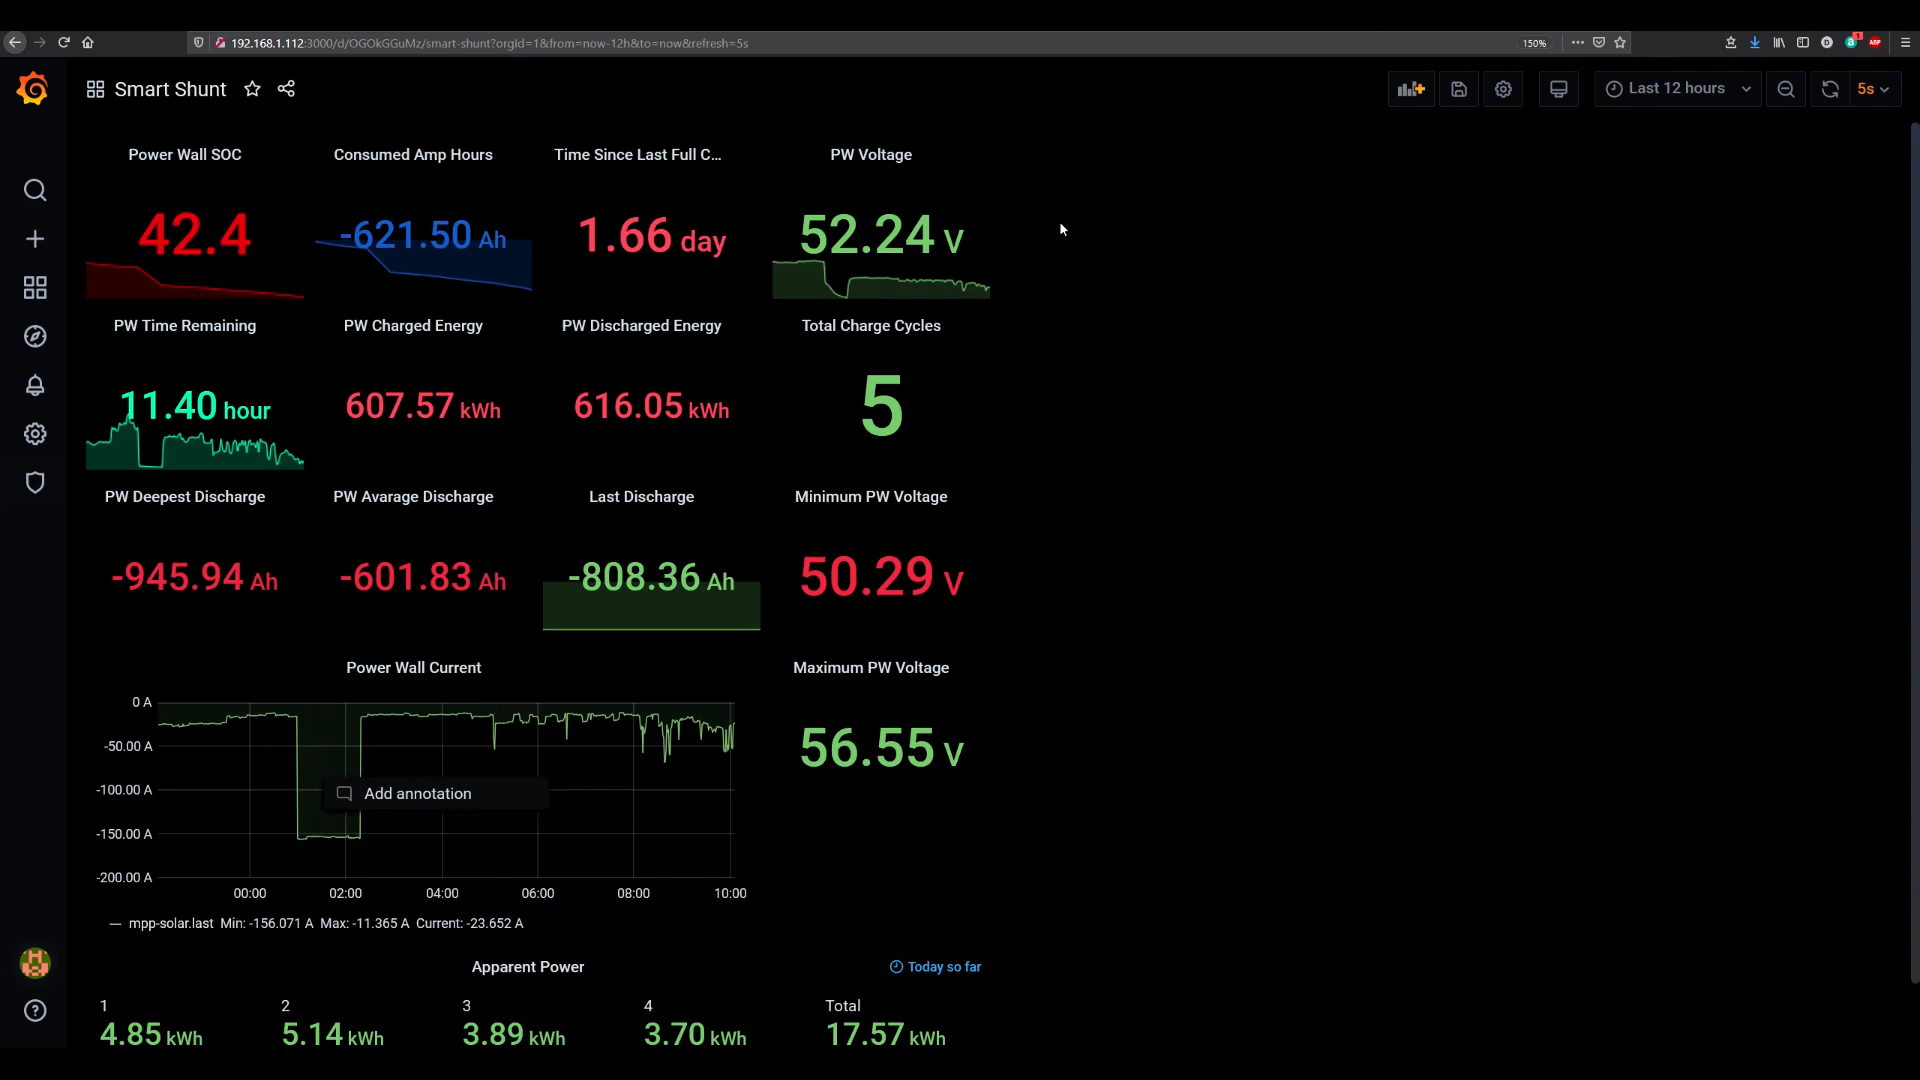 192.168.1.112:3000/d/OGOkGGuMz/smart-shunt?orgId=1&from=now-12h&to=now&refresh=5s
150%
1
ABP
Smart Shunt
Last 12 hours
5s
Power Wall SOC
Consumed Amp Hours
Time Since Last Full C...
PW Voltage
42.4
-621.50 Ah
1.66 day
52.24 V
PW Time Remaining
PW Charged Energy
PW Discharged Energy
Total Charge Cycles
11.40 hour
607.57 kWh
616.05 kWh
5
PW Deepest Discharge
PW Avarage Discharge
Last Discharge
Minimum PW Voltage
-945.94 Ah
-601.83 Ah
-808.36 Ah
50.29 V
Power Wall Current
Maximum PW Voltage
0 A
-50.00 A
-100.00 A
-150.00 A
-200.00 A
56.55 V
Add annotation
00:00
02:00
04:00
06:00
08:00
10:00
mpp-solar.last Min: -156.071 A Max: -11.365 A Current: -23.652 A
Apparent Power
Today so far
1
2
3
4
Total
4.85 kWh
5.14 kWh
3.89 kWh
3.70 kWh
17.57 kWh